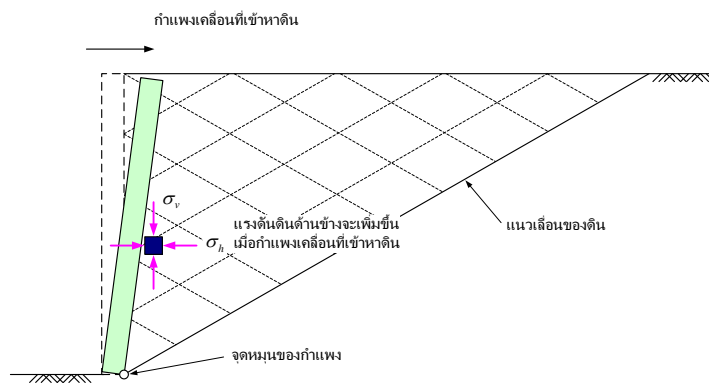 กำแพงเคลื่อนที่เข้าหาดิน
σv
σh
แรงดันดินด้านข้างจะเพิ่มขึ้น
เมื่อกำแพงเคลื่อนที่เข้าหาดิน
แนวเลื่อนของดิน
จุดหมุนของกำแพง